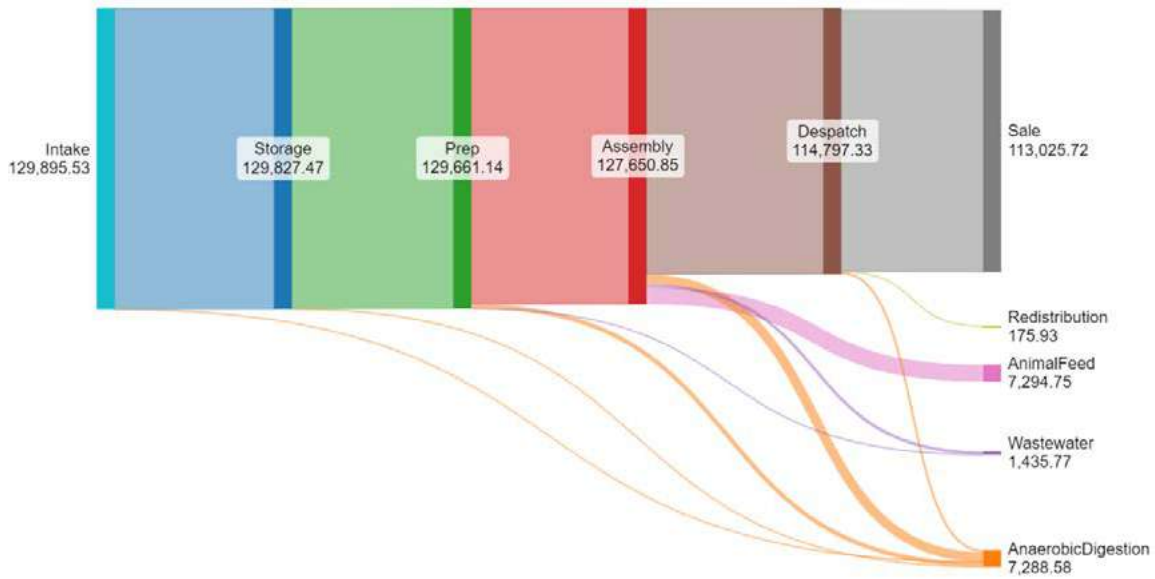 Intake
129,895.53
Storage
129,827.47
Prep
129,661.14
Assembly
127,650.85
Despatch
114,797.33
Sale
113,025.72
Redistribution
175.93
AnimalFeed
7,294.75
Wastewater
1,435.77
AnaerobicDigestion
7,288.58